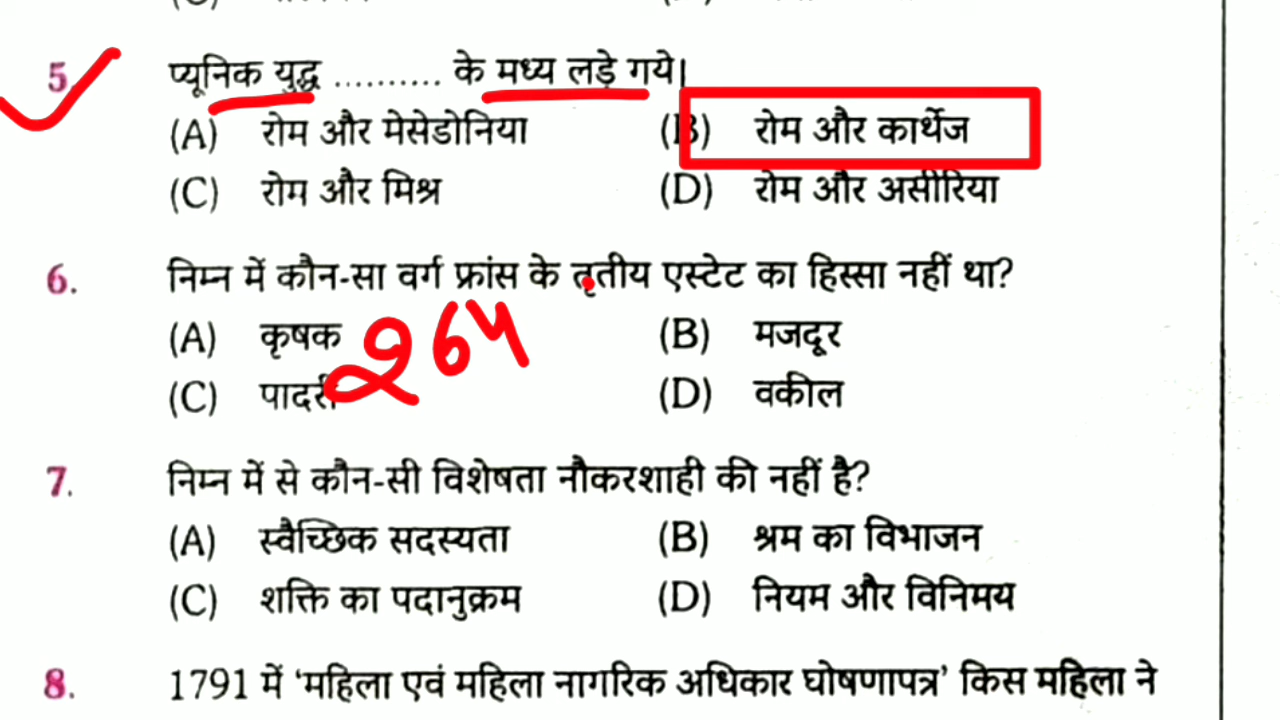 5. प्यूनिक युद्ध .......... के मध्य लड़े गये।
(A) रोम और मेसेडोनिया (B) रोम और कार्थेज
(C) रोम और मिश्र (D) रोम और असीरिया
6. निम्न में कौन-सा वर्ग फ्रांस के तृतीय एस्टेट का हिस्सा नहीं था?
(A) कृषक (B) मजदूर
264
(C) पादरी (D) वकील
7. निम्न में से कौन-सी विशेषता नौकरशाही की नहीं है?
(A) स्वैच्छिक सदस्यता (B) श्रम का विभाजन
(C) शक्ति का पदानुक्रम (D) नियम और विनिमय
8. 1791 में ‘महिला एवं महिला नागरिक अधिकार घोषणापत्र’ किस महिला ने